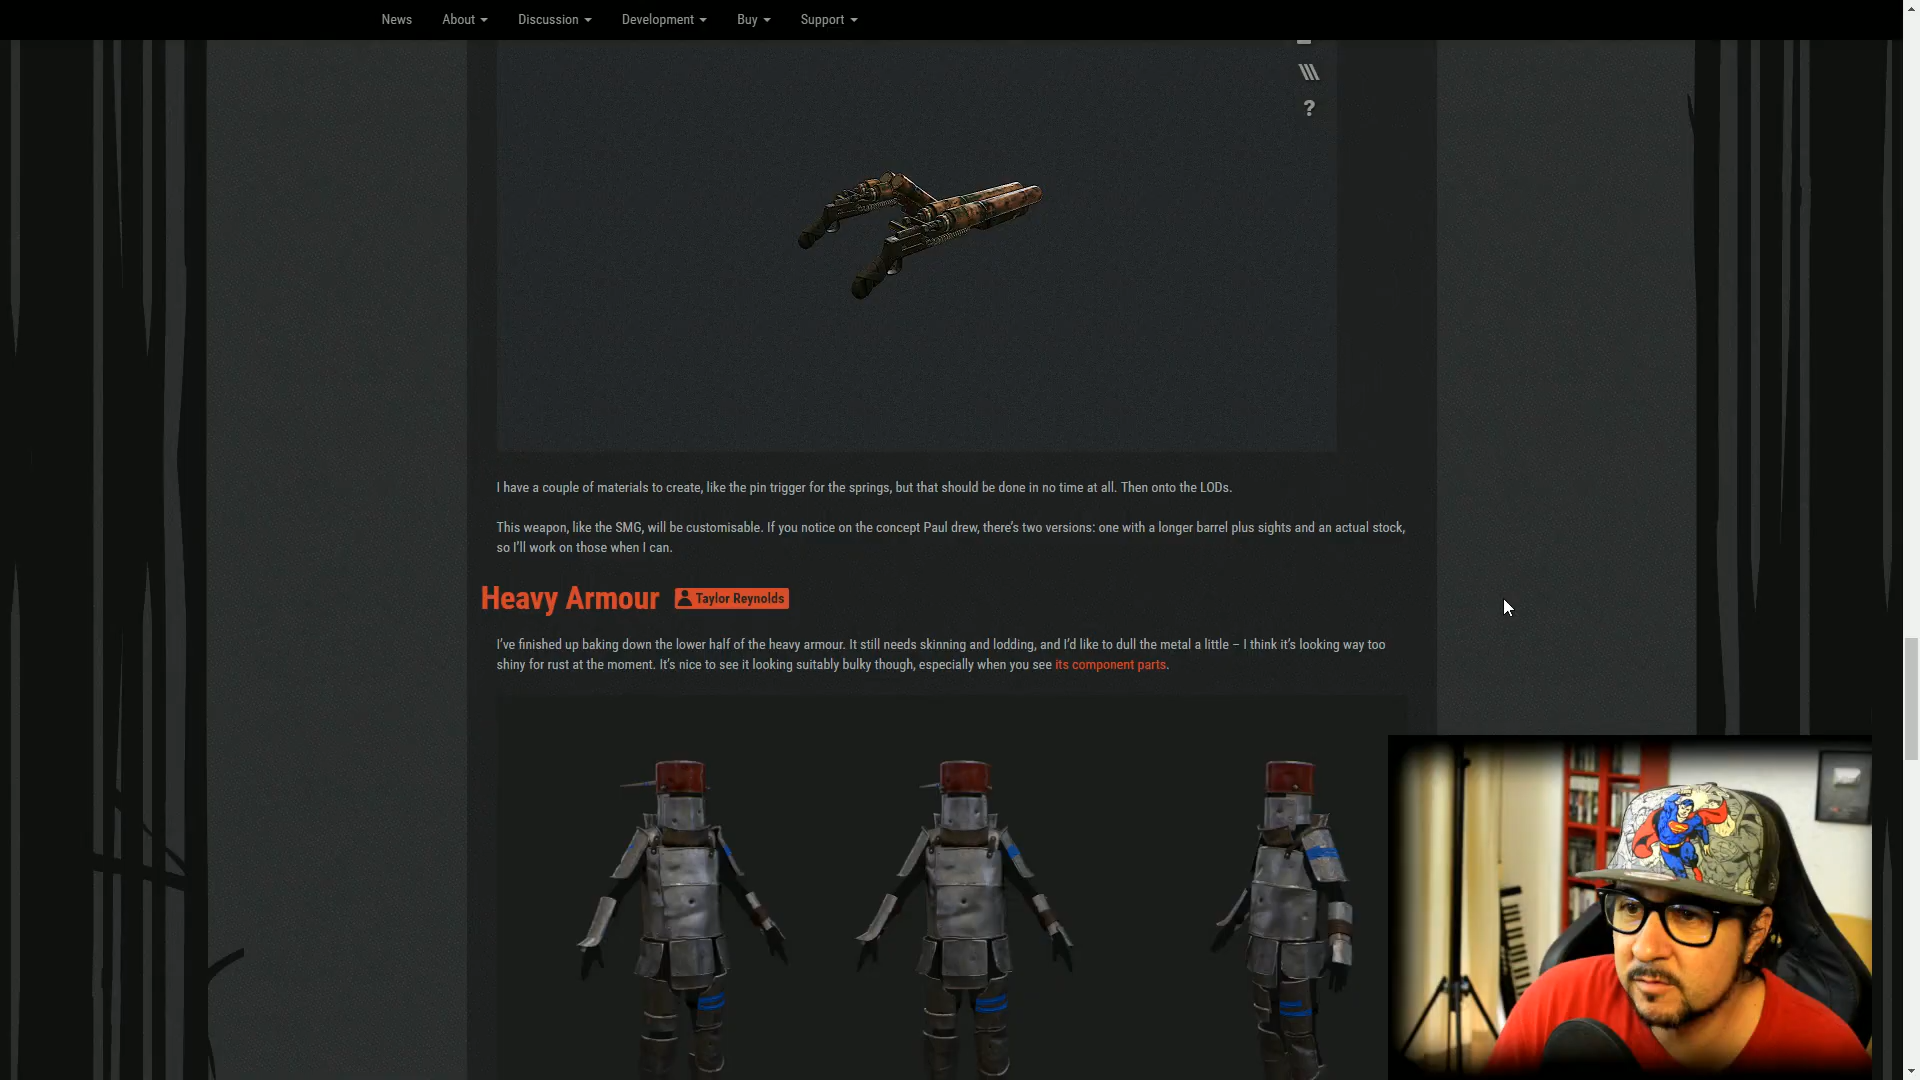 News About Discussion Development Buy Support
?
I have a couple of materials to create, like the pin trigger for the springs, but that should be done in no time at all. Then onto the LODs.
This weapon, like the SMG, will be customisable. If you notice on the concept Paul drew, there's two versions: one with a longer barrel plus sights and an actual stock,
so I'll work on those when I can.
Heavy Armour Taylor Reynolds
I've finished up baking down the lower half of the heavy armour. It still needs skinning and lodding, and I'd like to dull the metal a little – I think it's looking way too
shiny for rust at the moment. It's nice to see it looking suitably bulky though, especially when you see its component parts.